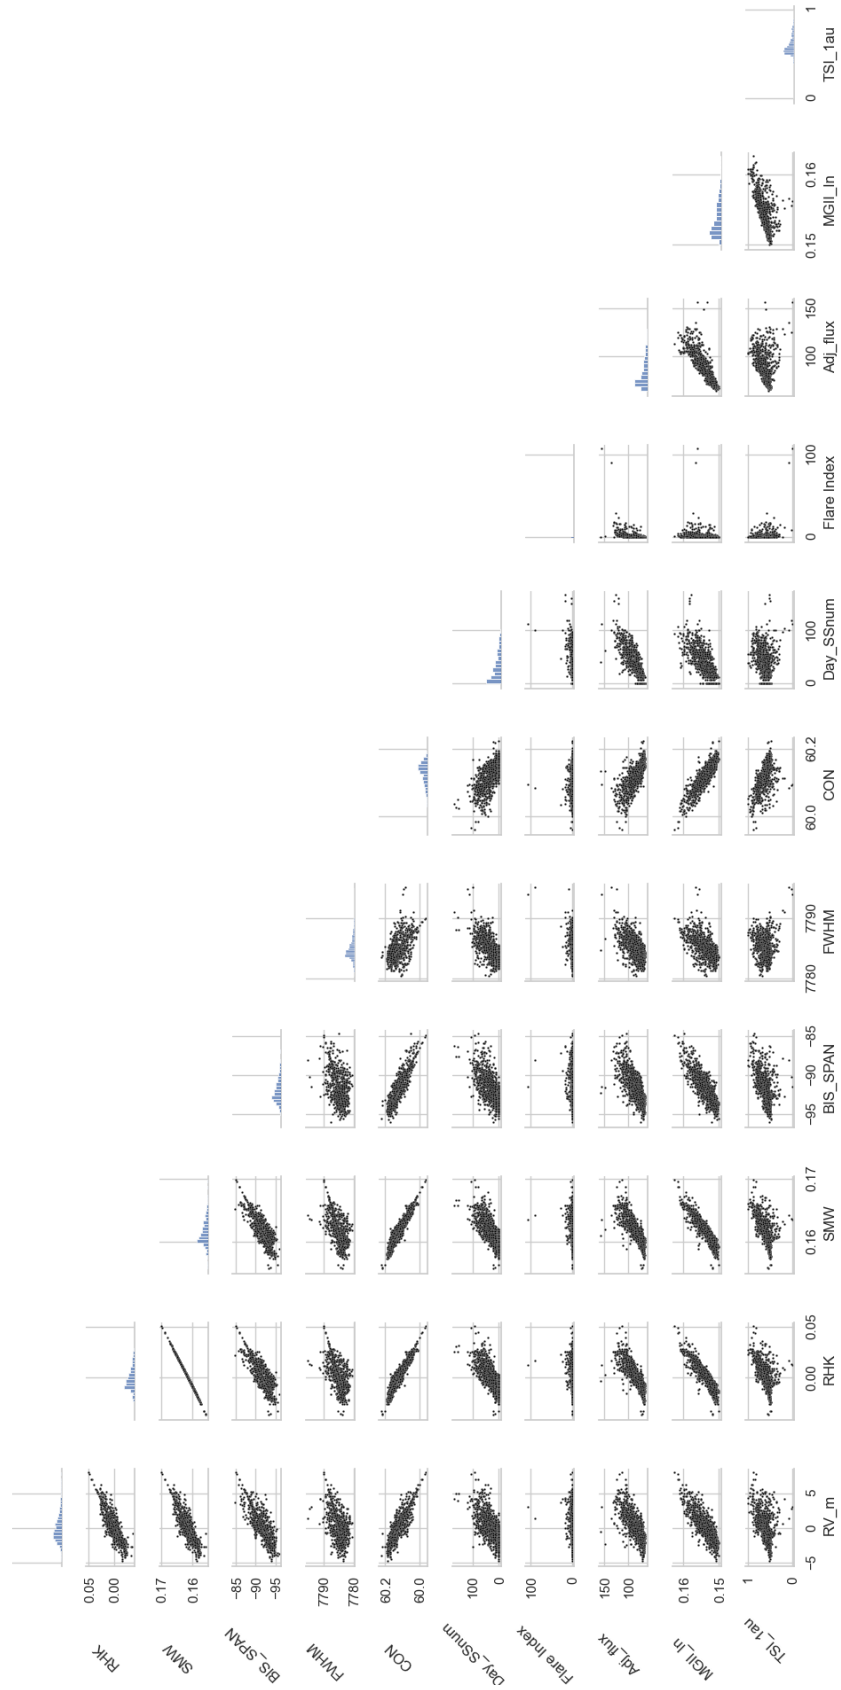 RHK
0.05
0.00
SMW
0.17
0.16
BIS_SPAN
−85
−90
−95
FWHM
7790
7780
CON
60.2
60.0
Day_SSnum
100
0
Flare Index
100
0
Adj_flux
150
100
MGII_In
0.16
0.15
TSI_1au
1
0
−5 0 5 0.00 0.05 0.16 0.17 −95 −90 −85 7780 7790 60.0 60.2 0 100 0 100 100 150 0.15 0.16 0 1
RV_m RHK SMW BIS_SPAN FWHM CON Day_SSnum Flare Index Adj_flux MGII_In TSI_1au